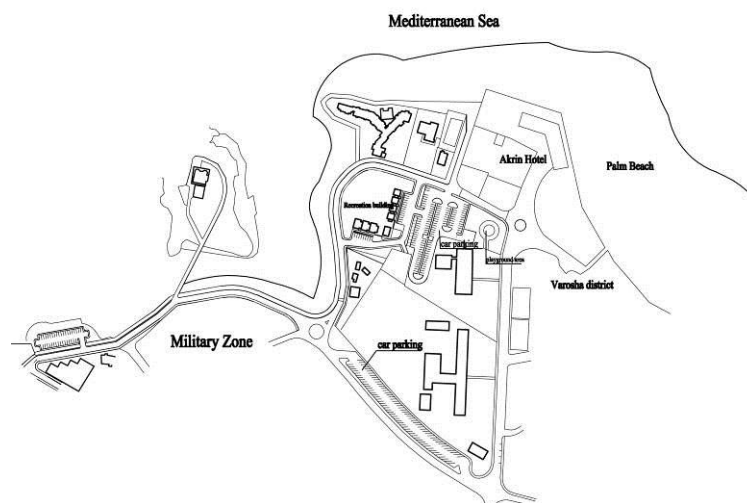 Mediterranean Sea
Akrin Hotel
Palm Beach
Recreation building
car parking
playground area
Varosha district
Military Zone
car parking